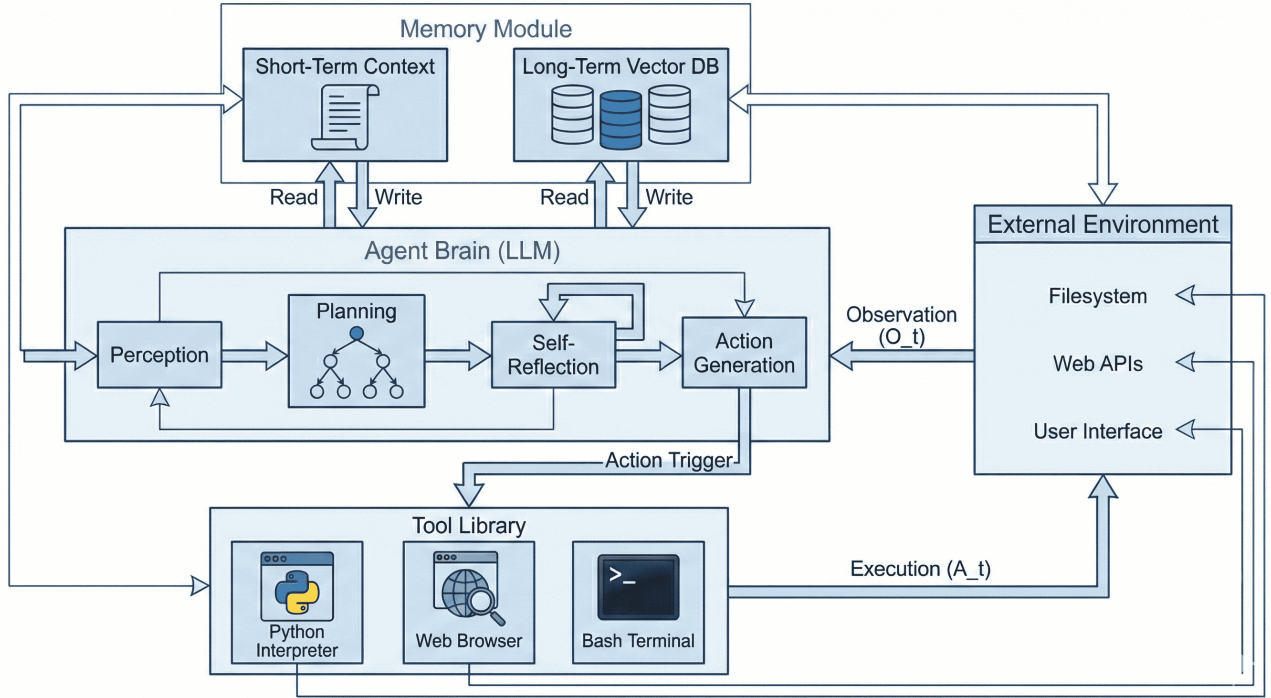 Memory Module
Short-Term Context
Long-Term Vector DB
Read
Write
Read
Write
Agent Brain (LLM)
Perception
Planning
Self-
Reflection
Action
Generation
Observation
(O_t)
External Environment
Filesystem
Web APIs
User Interface
Action Trigger
Tool Library
Python
Interpreter
Web Browser
>_
Bash Terminal
Execution (A_t)